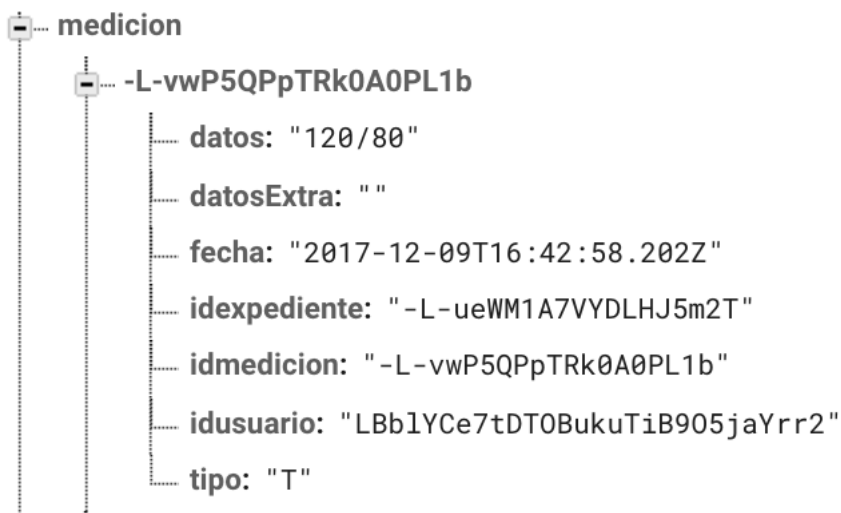 medicion
-L-vwP5QPpTRk0A0PL1b
datos: "120/80"
datosExtra: ""
fecha: "2017-12-09T16:42:58.202Z"
idexpediente: "-L-ueWM1A7VYDLHJ5m2T"
idmedicion: "-L-vwP5QPpTRk0A0PL1b"
idusuario: "LBblYCe7tDTOBukuTiB9O5jaYrr2"
tipo: "T"